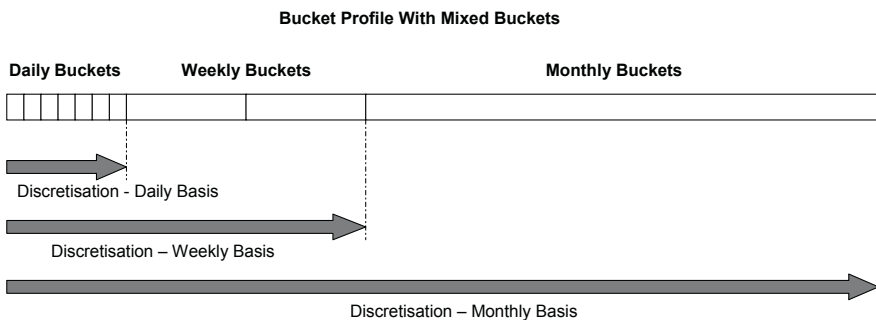 Bucket Profile With Mixed Buckets
Daily Buckets Weekly Buckets Monthly Buckets
Discretisation - Daily Basis
Discretisation – Weekly Basis
Discretisation – Monthly Basis